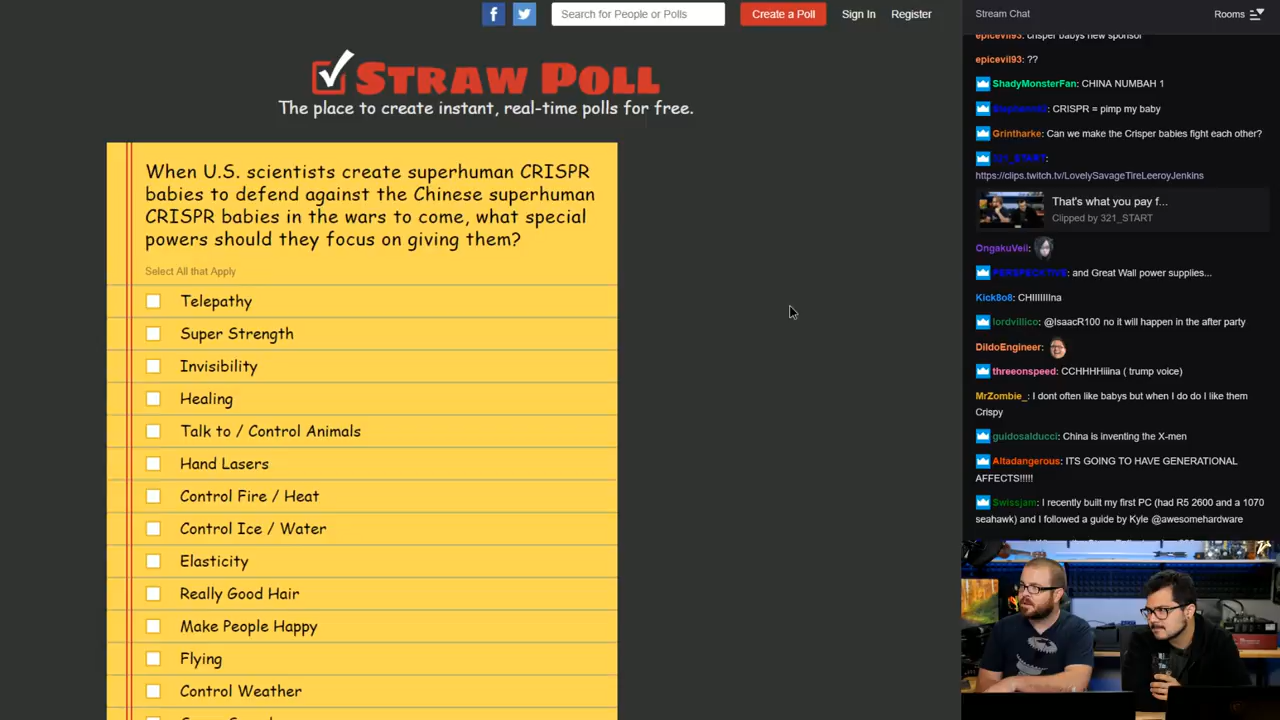 Search for People or Polls
Create a Poll
Sign In
Register
STRAW POLL
The place to create instant, real-time polls for free.
When U.S. scientists create superhuman CRISPR
babies to defend against the Chinese superhuman
CRISPR babies in the wars to come, what special
powers should they focus on giving them?
Select All that Apply
Telepathy
Super Strength
Invisibility
Healing
Talk to / Control Animals
Hand Lasers
Control Fire / Heat
Control Ice / Water
Elasticity
Really Good Hair
Make People Happy
Flying
Control Weather
Stream Chat
Rooms
epicevil93: crisper babys new sponsor
epicevil93: ??
ShadyMonsterFan: CHINA NUMBAH 1
CRISPR = pimp my baby
Grintharke: Can we make the Crisper babies fight each other?
321_START:
https://clips.twitch.tv/LovelySavageTireLeeroyJenkins
That's what you pay f...
Clipped by 321_START
OngakuVeil:
and Great Wall power supplies...
Kick8o8: CHIIIIIIna
lordvillico: @IsaacR100 no it will happen in the after party
DildoEngineer:
threeonspeed: CCHHHHiiina ( trump voice)
MrZombie_: I dont often like babys but when I do do I like them
Crispy
guidosalducci: China is inventing the X-men
Altadangerous: ITS GOING TO HAVE GENERATIONAL
AFFECTS!!!!!
Swissjam: I recently built my first PC (had R5 2600 and a 1070
seahawk) and I followed a guide by Kyle @awesomehardware